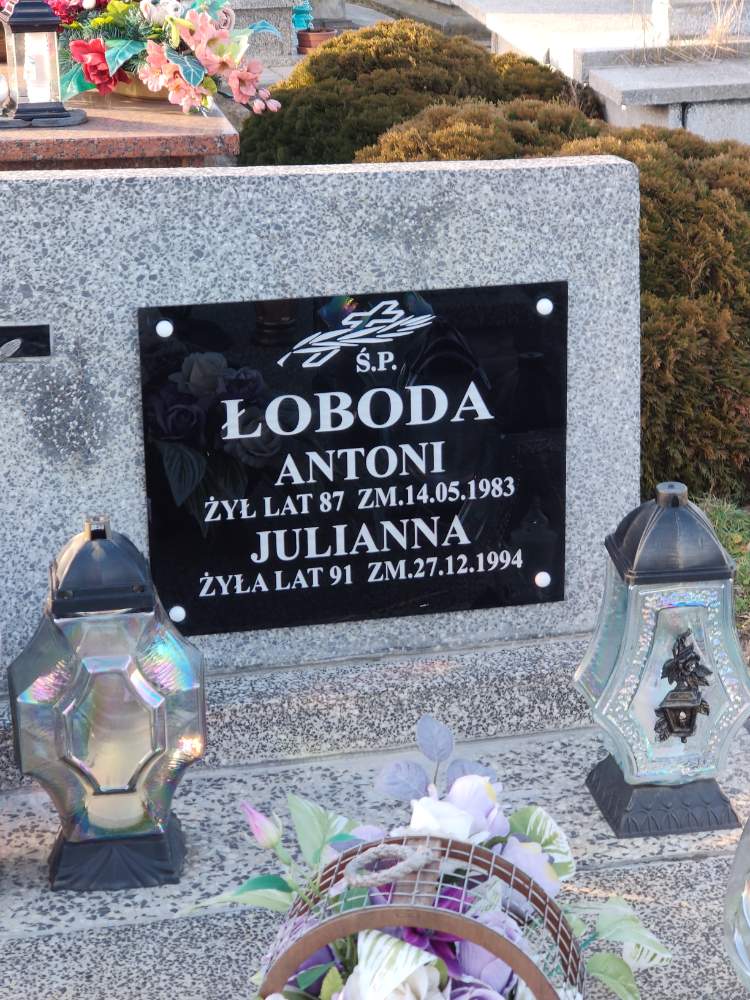 Ś.P.
ŁOBODA
ANTONI
ŻYŁ LAT 87 ZM.14.05.1983
JULIANNA
ŻYŁA LAT 91 ZM.27.12.1994